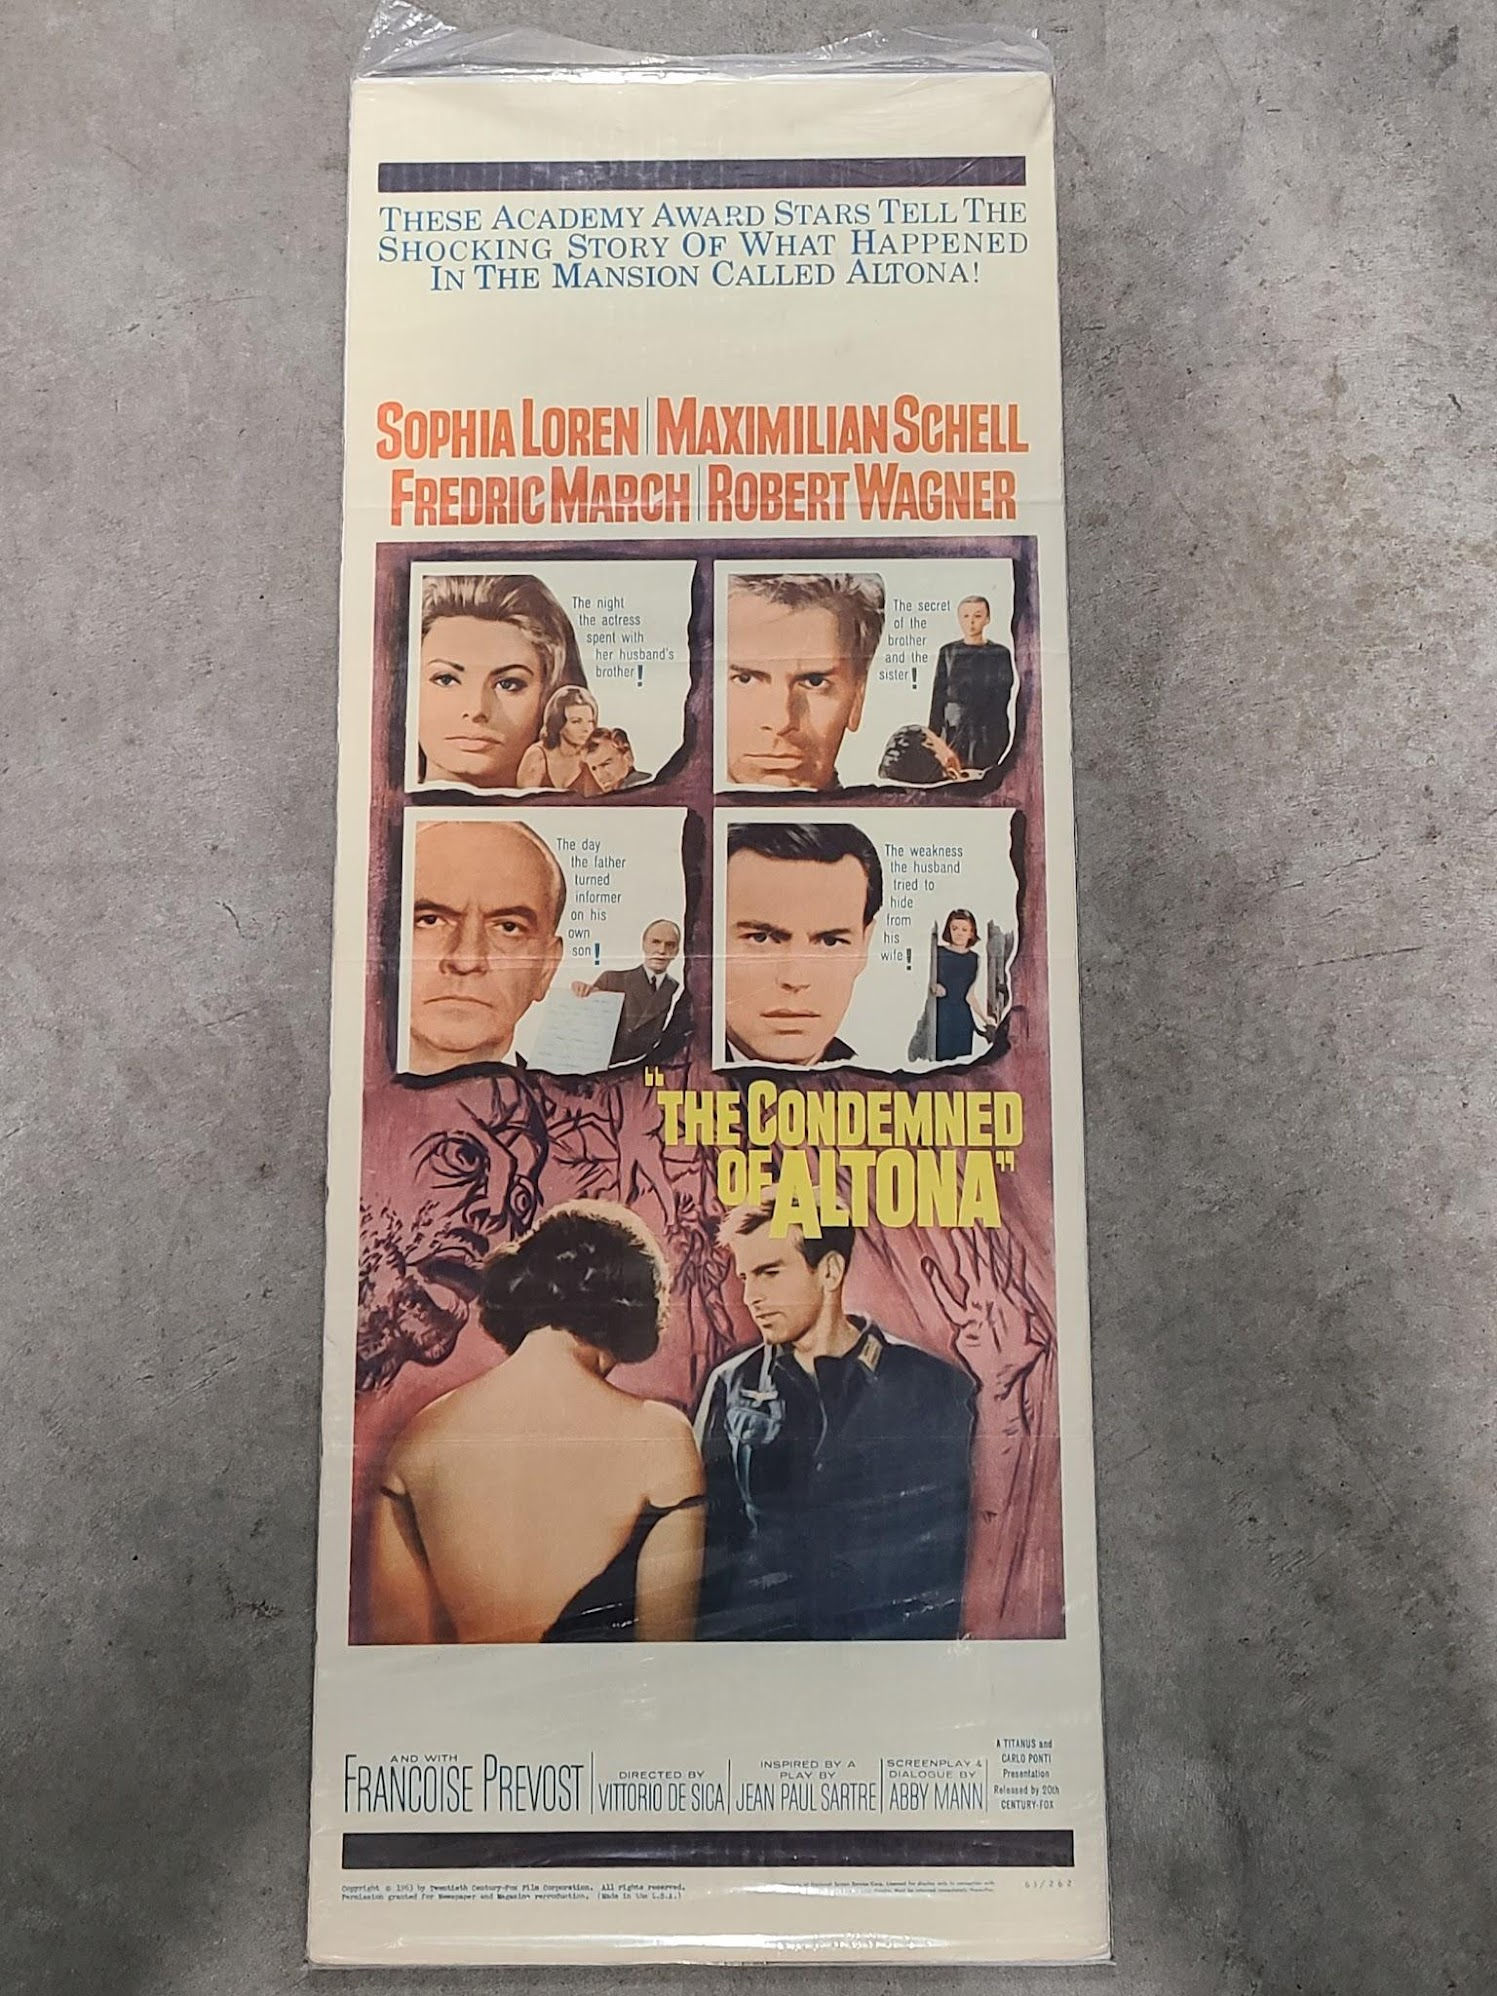 THESE ACADEMY AWARD STARS TELL THE
SHOCKING STORY OF WHAT HAPPENED
IN THE MANSION CALLED ALTONA!
SOPHIA LOREN | MAXIMILIAN SCHELL
FREDRIC MARCH | ROBERT WAGNER
The night
the actress
spent with
her husband's
brother!
The secret
of the
brother
and the
sister!
The day
the father
turned
informer
on his
own
son!
The weakness
the husband
tried to
hide
from
his
wife!
"THE CONDEMNED
OF ALTONA"
AND WITH
FRANCOISE PREVOST
DIRECTED BY
VITTORIO DE SICA
INSPIRED BY A
PLAY BY
JEAN PAUL SARTRE
SCREENPLAY &
DIALOGUE BY
ABBY MANN
A TITANUS and
CARLO PONTI
Presentation
Released by 20th
CENTURY-FOX
Copyright © 1963 by Twentieth Century-Fox Film Corporation. All rights reserved.
Permission granted for Newspaper and Magazine reproduction. (Made in the U.S.A.)
63/262